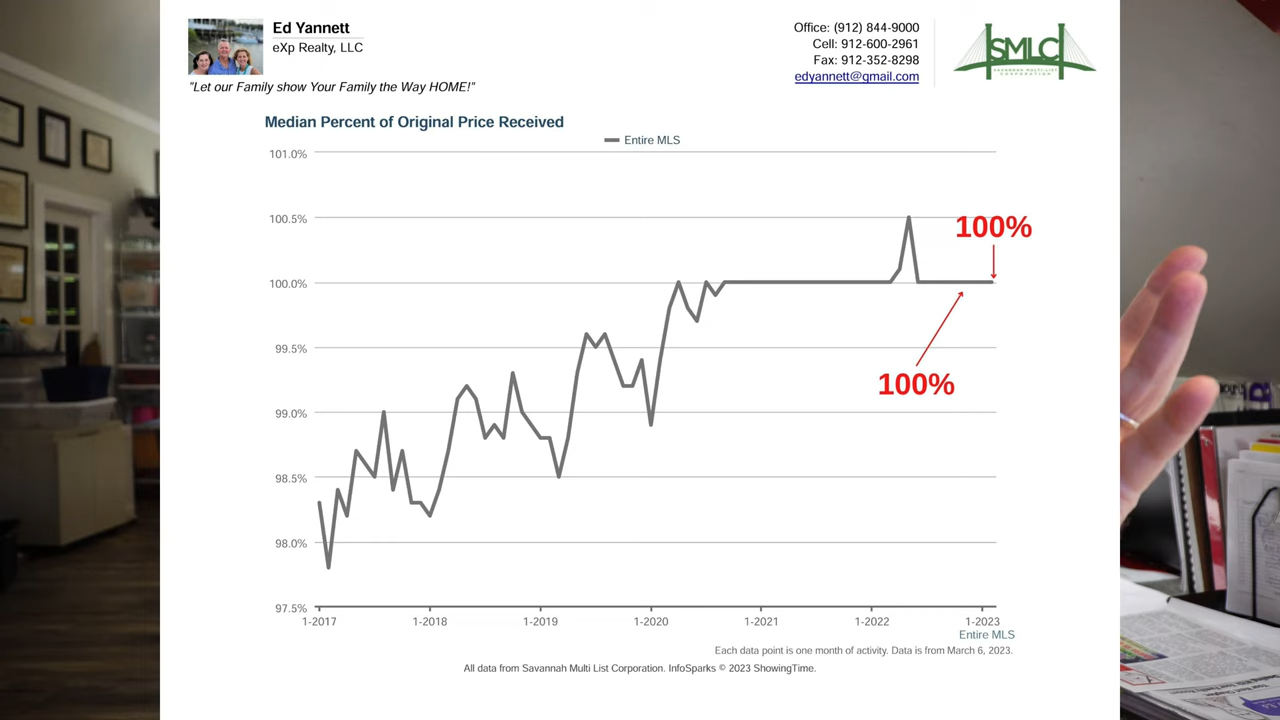 Ed Yannett
eXp Realty, LLC
"Let our Family show Your Family the Way HOME!"
Office: (912) 844-9000
Cell: 912-600-2961
Fax: 912-352-8298
edyannett@gmail.com
SMLC
SAVANNAH MULTI-LIST
CORPORATION
Median Percent of Original Price Received
Entire MLS
101.0%
100.5%
100.0%
99.5%
99.0%
98.5%
98.0%
97.5%
100%
100%
1-2017 1-2018 1-2019 1-2020 1-2021 1-2022 1-2023
Entire MLS
Each data point is one month of activity. Data is from March 6, 2023.
All data from Savannah Multi List Corporation. InfoSparks © 2023 ShowingTime.